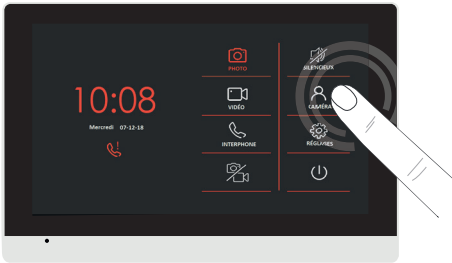 10:08
Mercredi 07-12-18
PHOTO
SILENCIEUX
VIDÉO
CAMÉRA
INTERPHONE
RÉGLAGES